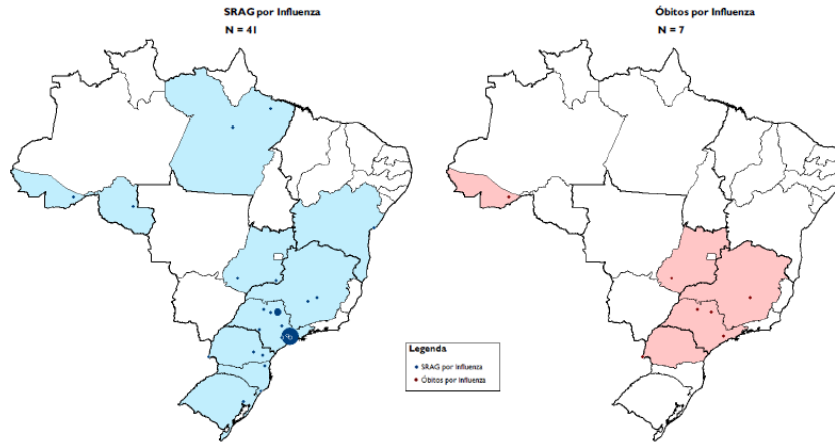 SRAG por Influenza
N = 41
Óbitos por Influenza
N = 7
Legenda
SRAG por Influenza
Óbitos por influenza